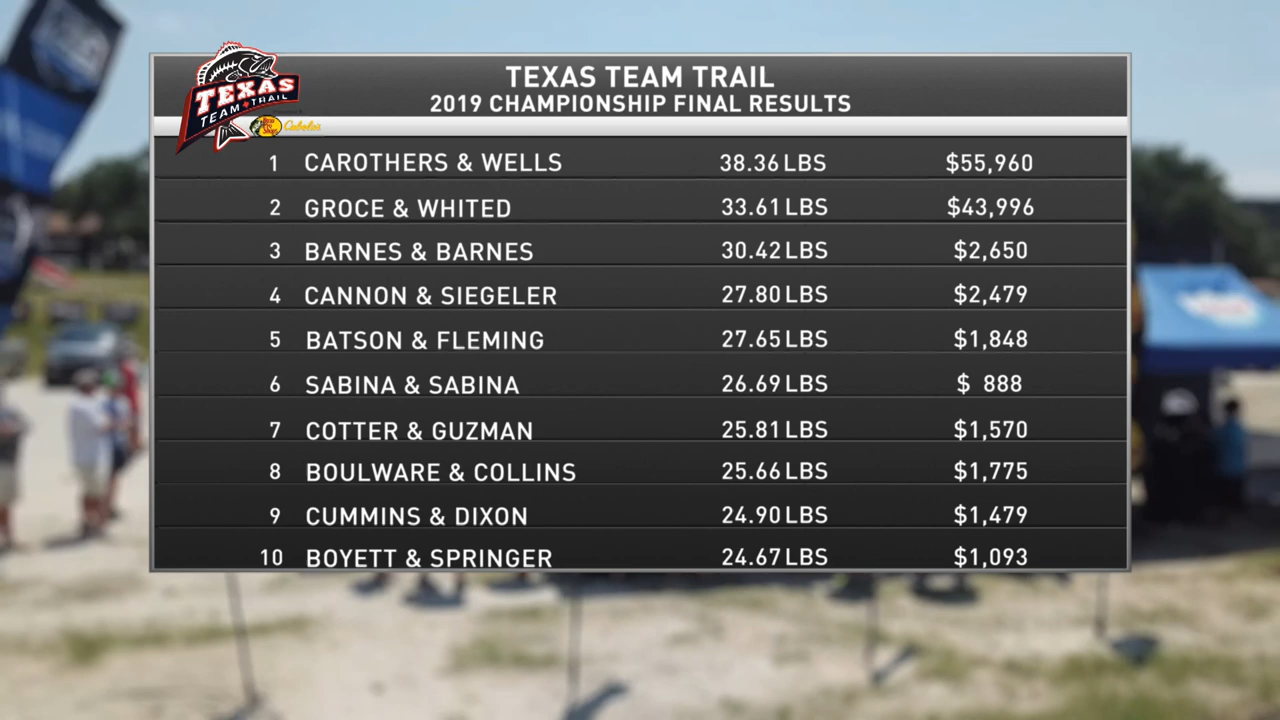 TEXAS TEAM TRAIL
2019 CHAMPIONSHIP FINAL RESULTS
TEXAS
TEAM TRAIL
Bass Pro Shops Cabela's
1 CAROTHERS & WELLS 38.36 LBS $55,960
2 GROCE & WHITED 33.61 LBS $43,996
3 BARNES & BARNES 30.42 LBS $2,650
4 CANNON & SIEGELER 27.80 LBS $2,479
5 BATSON & FLEMING 27.65 LBS $1,848
6 SABINA & SABINA 26.69 LBS $ 888
7 COTTER & GUZMAN 25.81 LBS $1,570
8 BOULWARE & COLLINS 25.66 LBS $1,775
9 CUMMINS & DIXON 24.90 LBS $1,479
10 BOYETT & SPRINGER 24.67 LBS $1,093